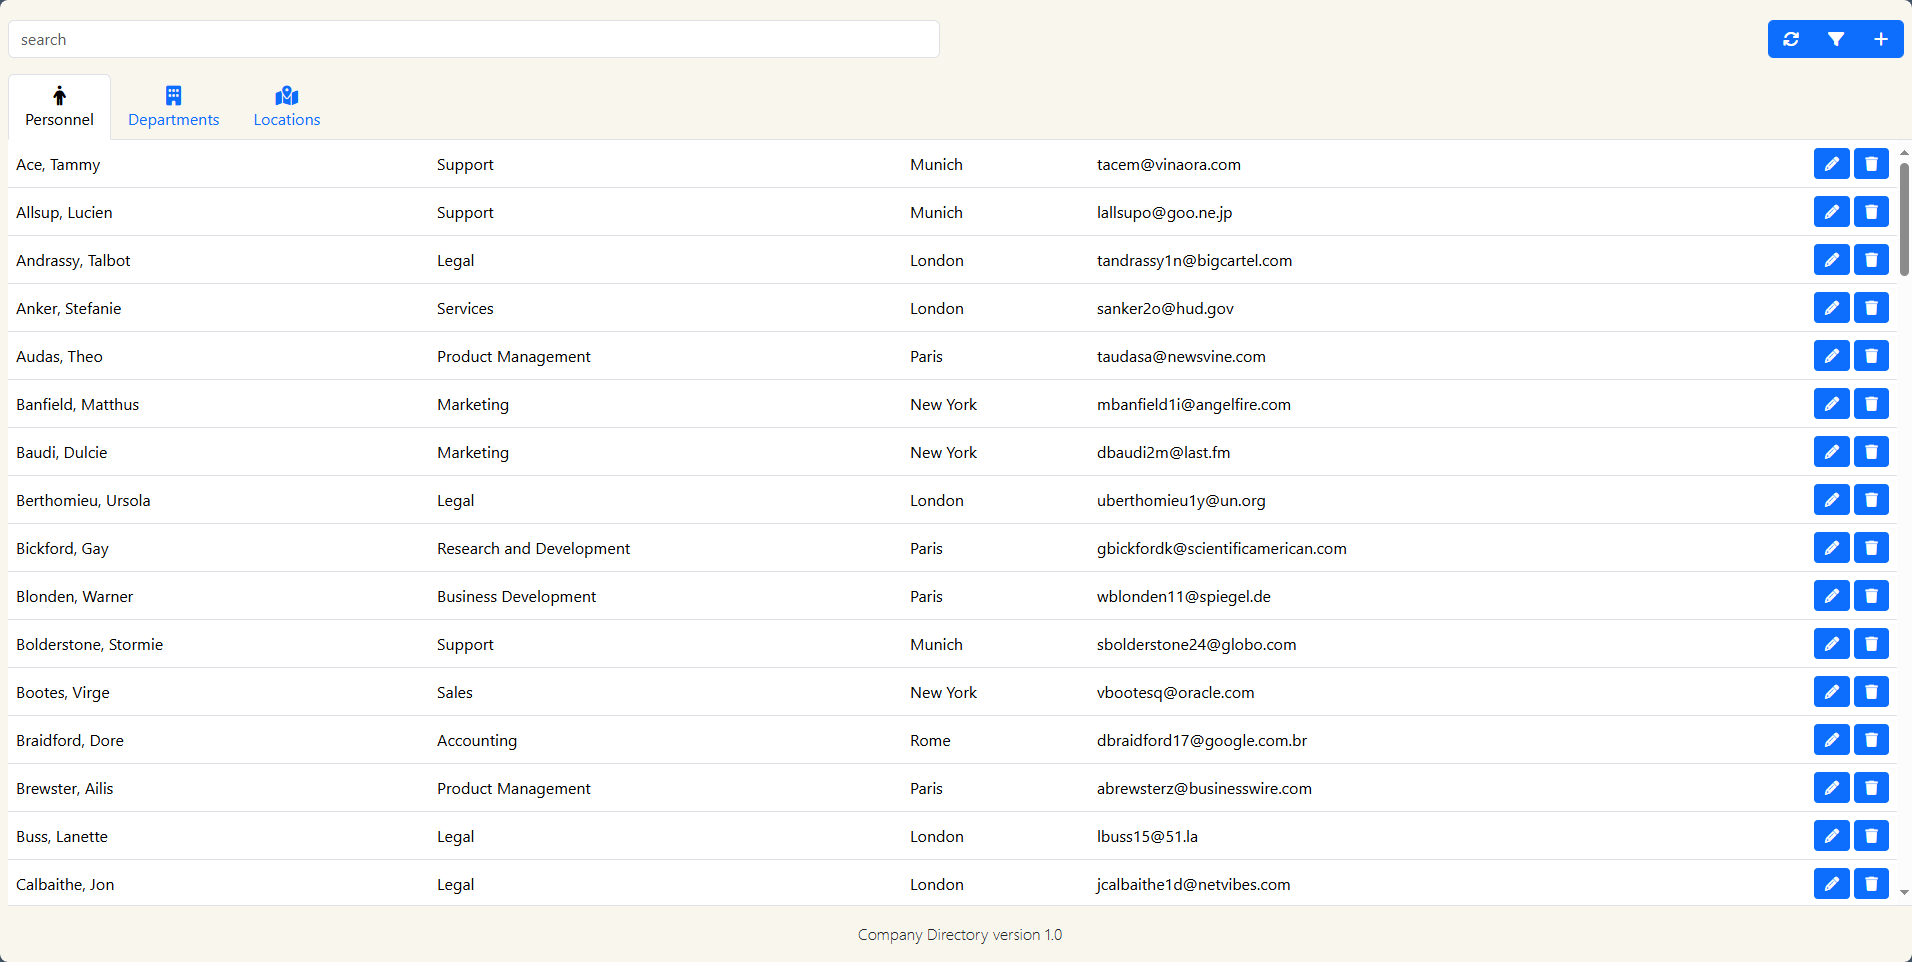 search
Personnel Departments Locations
Ace, Tammy Support Munich tacem@vinaora.com
Allsup, Lucien Support Munich lallsupo@goo.ne.jp
Andrassy, Talbot Legal London tandrassy1n@bigcartel.com
Anker, Stefanie Services London sanker2o@hud.gov
Audas, Theo Product Management Paris taudasa@newsvine.com
Banfield, Matthus Marketing New York mbanfield1i@angelfire.com
Baudi, Dulcie Marketing New York dbaudi2m@last.fm
Berthomieu, Ursola Legal London uberthomieu1y@un.org
Bickford, Gay Research and Development Paris gbickfordk@scientificamerican.com
Blonden, Warner Business Development Paris wblonden11@spiegel.de
Bolderstone, Stormie Support Munich sbolderstone24@globo.com
Bootes, Virge Sales New York vbootesq@oracle.com
Braidford, Dore Accounting Rome dbraidford17@google.com.br
Brewster, Ailis Product Management Paris abrewsterz@businesswire.com
Buss, Lanette Legal London lbuss15@51.la
Calbaithe, Jon Legal London jcalbaithe1d@netvibes.com
Company Directory version 1.0